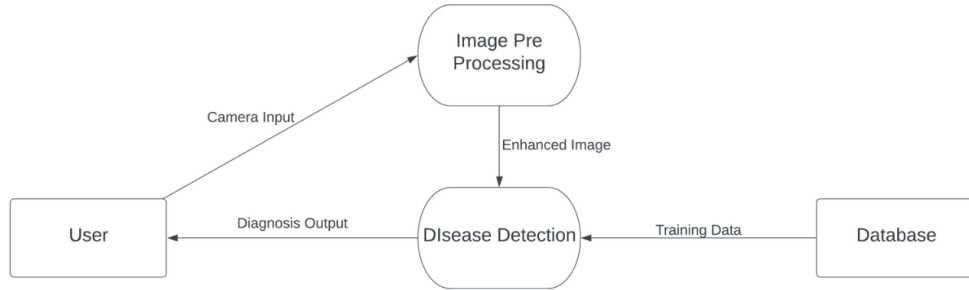 Image Pre
Processing
Camera Input
Enhanced Image
User
Diagnosis Output
DIsease Detection
Training Data
Database